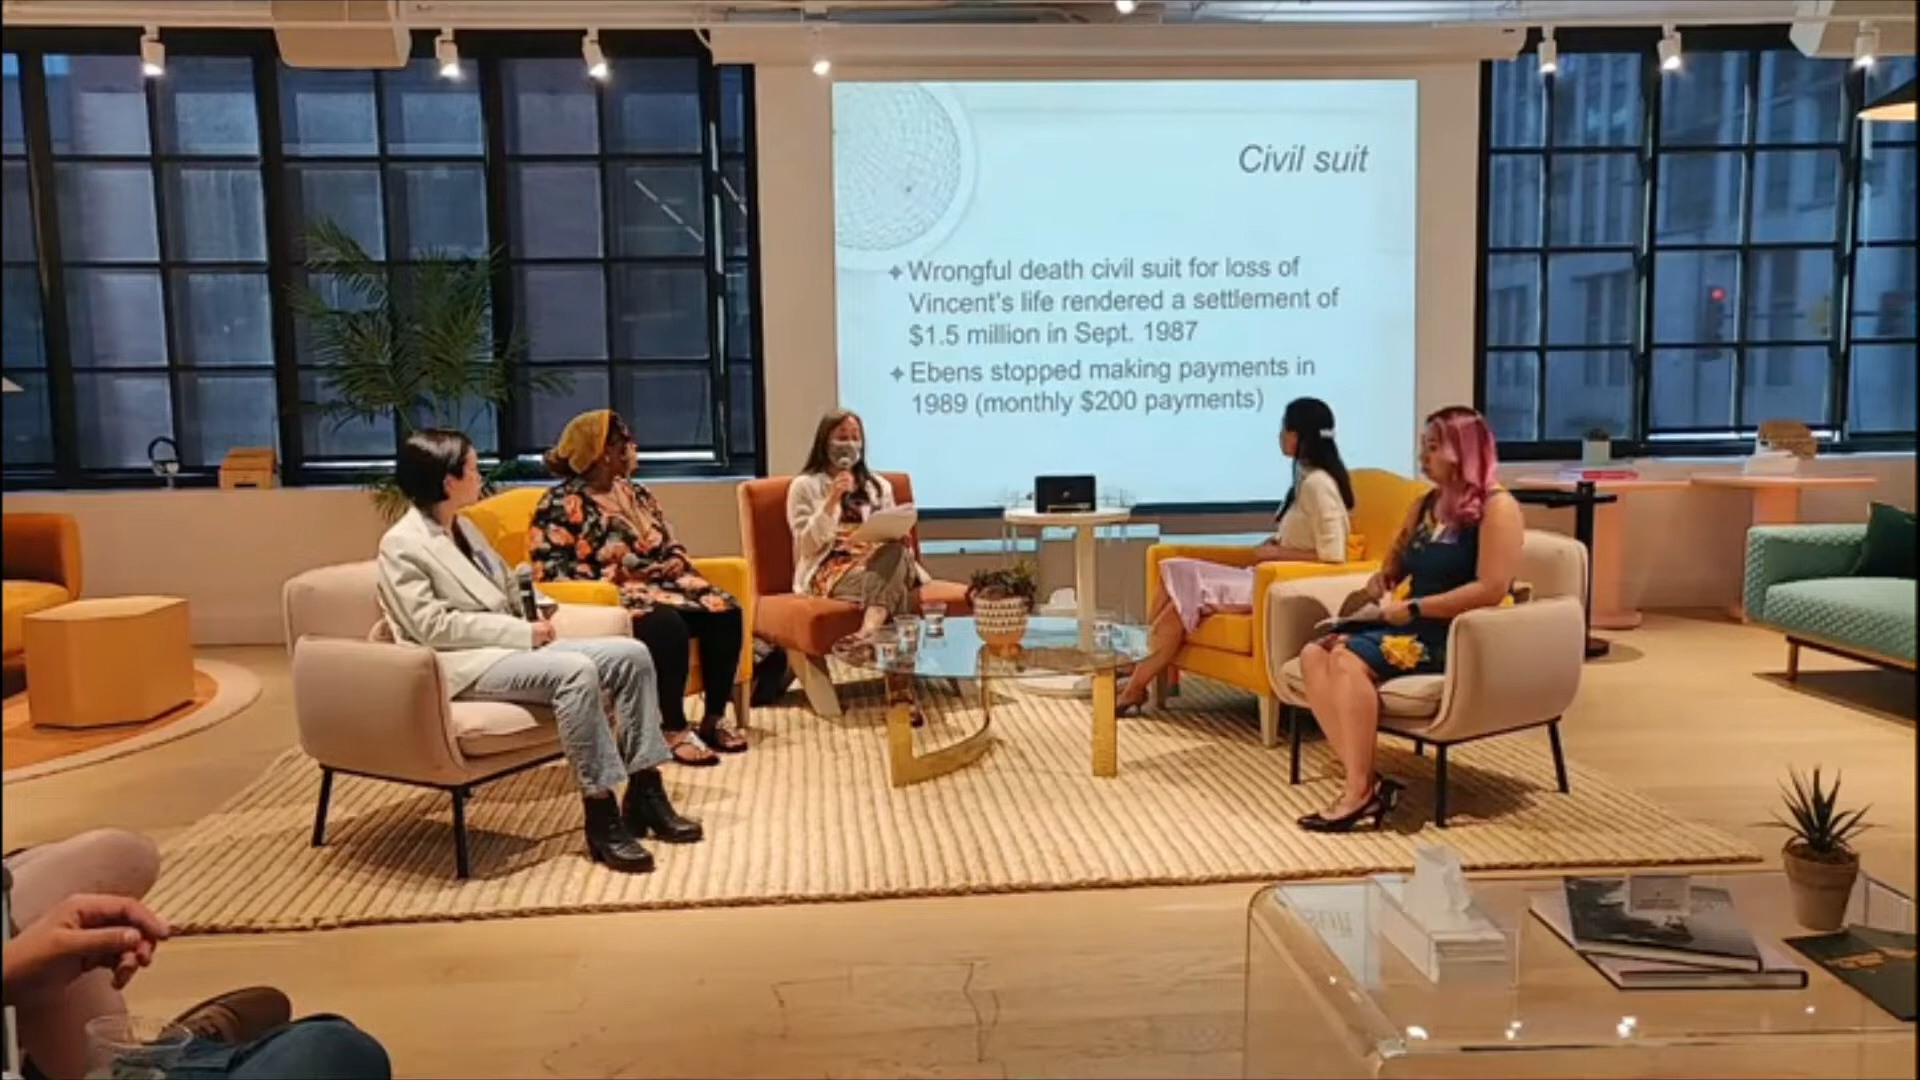 Civil suit
Wrongful death civil suit for loss of
Vincent's life rendered a settlement of
$1.5 million in Sept. 1987
Ebens stopped making payments in
1989 (monthly $200 payments)